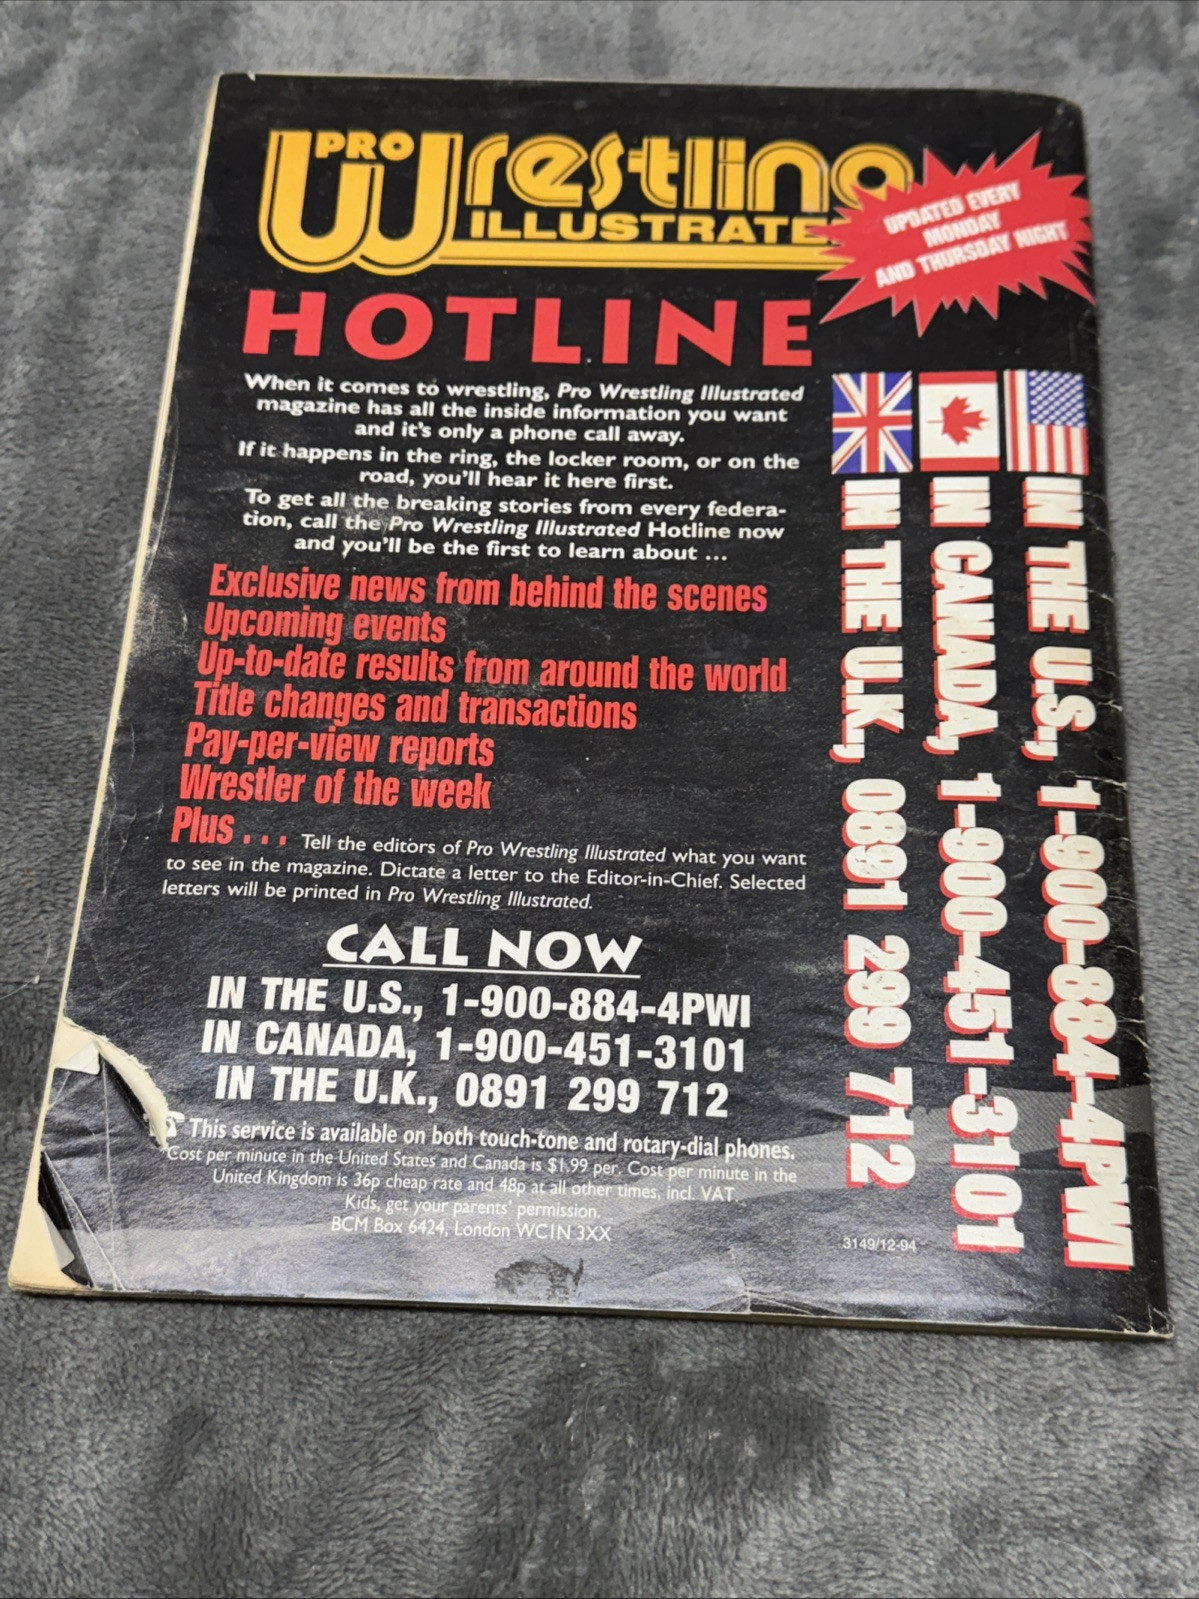 PRO
Wrestling
ILLUSTRATE
UPDATED EVERY
MONDAY
AND THURSDAY NIGHT
HOTLINE
When it comes to wrestling, Pro Wrestling Illustrated
magazine has all the inside information you want
and it's only a phone call away.
If it happens in the ring, the locker room, or on the
road, you'll hear it here first.
To get all the breaking stories from every federa-
tion, call the Pro Wrestling Illustrated Hotline now
and you'll be the first to learn about ...
Exclusive news from behind the scenes
Upcoming events
Up-to-date results from around the world
Title changes and transactions
Pay-per-view reports
Wrestler of the week
Plus . . . Tell the editors of Pro Wrestling Illustrated what you want
to see in the magazine. Dictate a letter to the Editor-in-Chief. Selected
letters will be printed in Pro Wrestling Illustrated.
CALL NOW
IN THE U.S., 1-900-884-4PWI
IN CANADA, 1-900-451-3101
IN THE U.K., 0891 299 712
This service is available on both touch-tone and rotary-dial phones.
Cost per minute in the United States and Canada is $1.99 per. Cost per minute in the
United Kingdom is 36p cheap rate and 48p at all other times, incl. VAT.
Kids, get your parents' permission.
BCM Box 6424, London WC1N 3XX
3149/12-94
IN THE U.S., 1-900-884-4PWI
IN CANADA, 1-900-451-3101
IN THE U.K., 0891 299 712